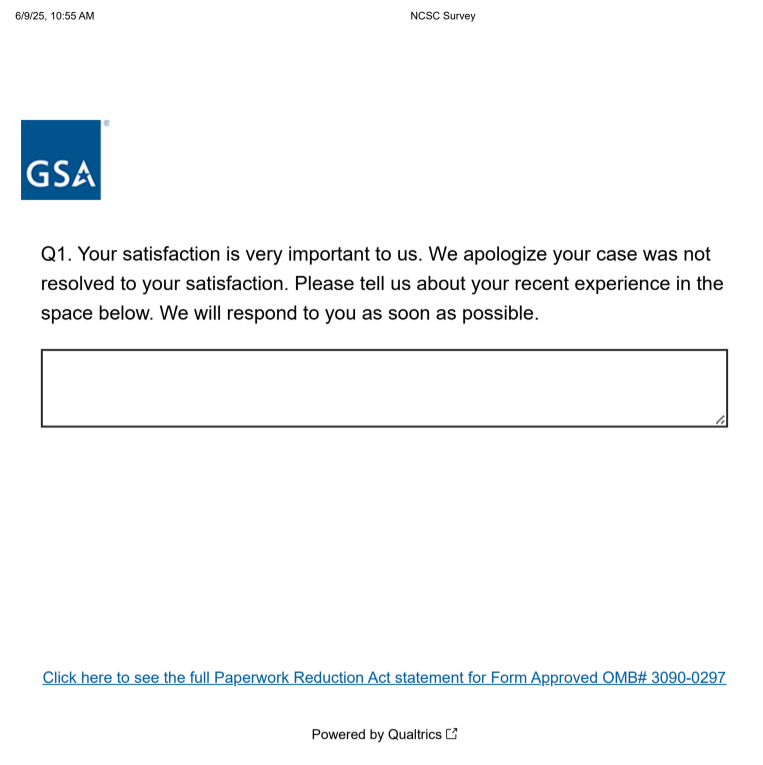 6/9/25, 10:55 AM NCSC Survey
GSA®
Q1. Your satisfaction is very important to us. We apologize your case was not
resolved to your satisfaction. Please tell us about your recent experience in the
space below. We will respond to you as soon as possible.
Click here to see the full Paperwork Reduction Act statement for Form Approved OMB# 3090-0297
Powered by Qualtrics